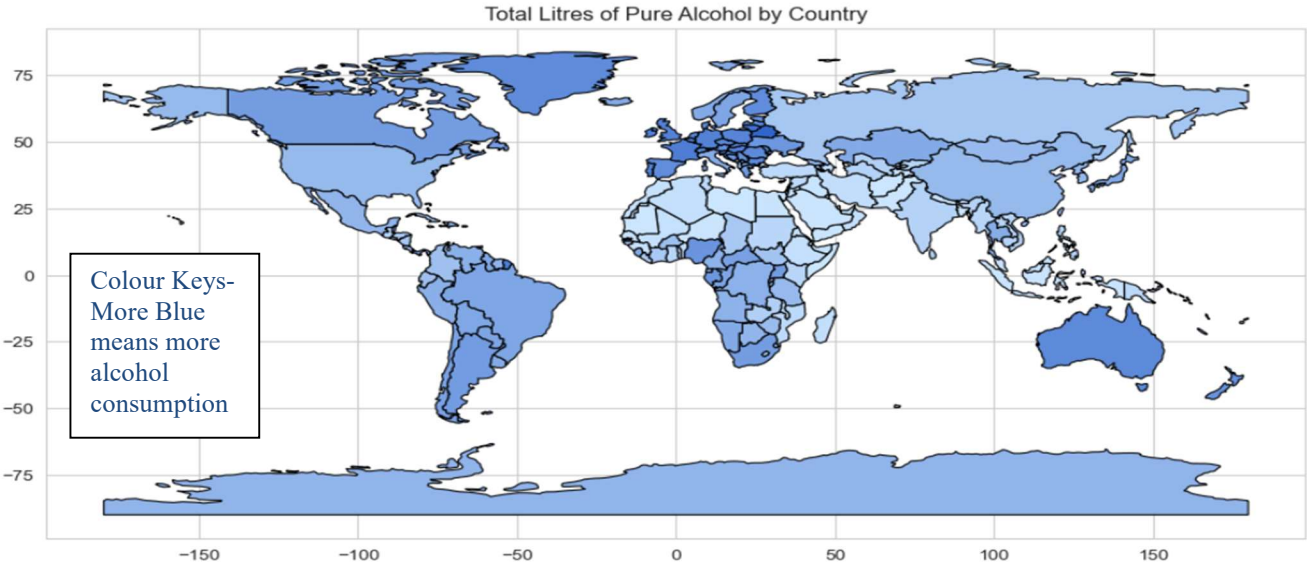 Total Litres of Pure Alcohol by Country
75
50
25
0
−25
−50
−75
Colour Keys-
More Blue
means more
alcohol
consumption
−150 −100 −50 0 50 100 150